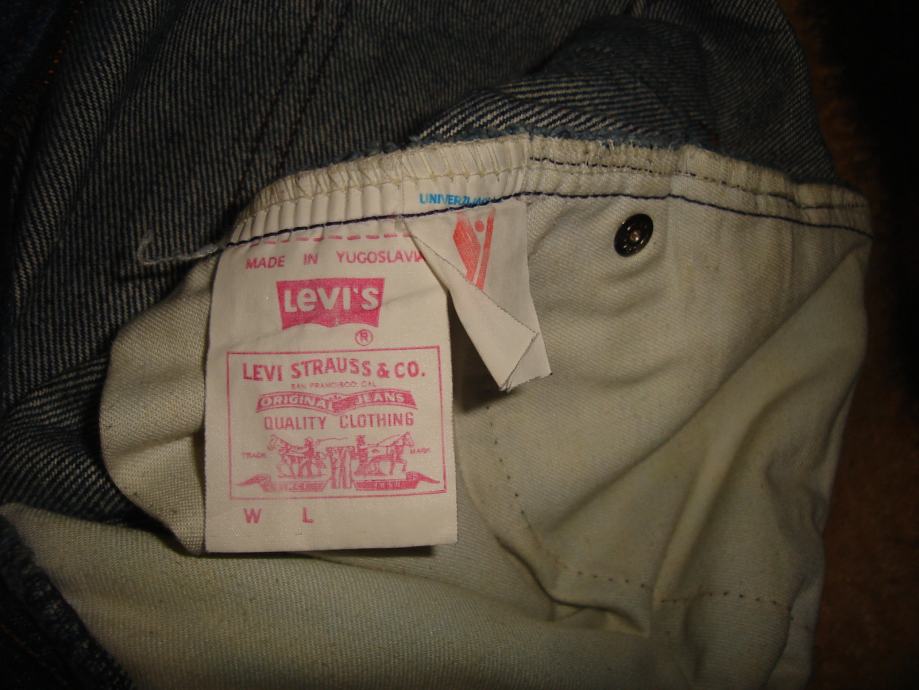 MADE IN YUGOSLAVIA
LEVI'S
®
LEVI STRAUSS & CO.
SAN FRANCISCO, CAL.
ORIGINAL JEANS
QUALITY CLOTHING
TRADE MARK
W L